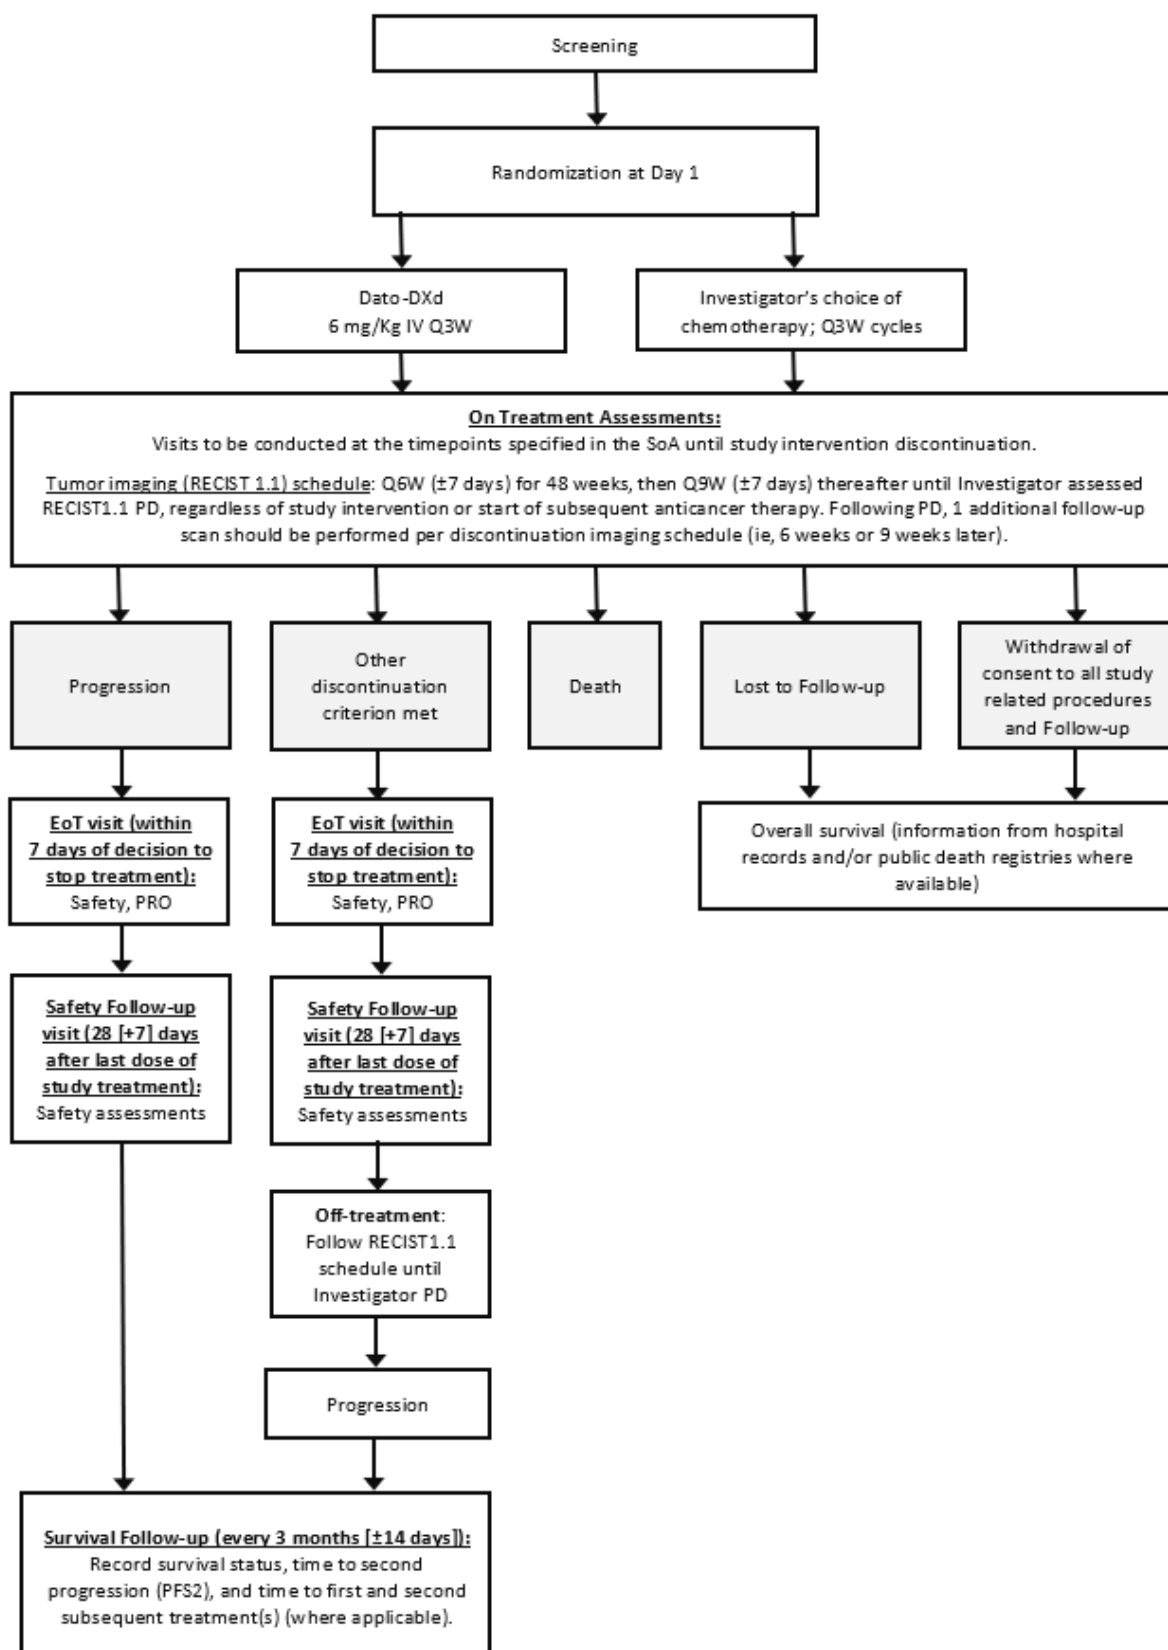 Screening
Randomization at Day 1
Dato-DXd
6 mg/Kg IV Q3W
Investigator's choice of
chemotherapy; Q3W cycles
On Treatment Assessments:
Visits to be conducted at the timepoints specified in the SoA until study intervention discontinuation.
Tumor imaging (RECIST 1.1) schedule: Q6W (±7 days) for 48 weeks, then Q9W (±7 days) thereafter until Investigator assessed
RECIST1.1 PD, regardless of study intervention or start of subsequent anticancer therapy. Following PD, 1 additional follow-up
scan should be performed per discontinuation imaging schedule (ie, 6 weeks or 9 weeks later).
Progression
Other
discontinuation
criterion met
Death
Lost to Follow-up
Withdrawal of
consent to all study
related procedures
and Follow-up
EoT visit (within
7 days of decision to
stop treatment):
Safety, PRO
EoT visit (within
7 days of decision to
stop treatment):
Safety, PRO
Overall survival (information from hospital
records and/or public death registries where
available)
Safety Follow-up
visit (28 [+7] days
after last dose of
study treatment):
Safety assessments
Safety Follow-up
visit (28 [+7] days
after last dose of
study treatment):
Safety assessments
Off-treatment:
Follow RECIST1.1
schedule until
Investigator PD
Progression
Survival Follow-up (every 3 months [±14 days]):
Record survival status, time to second
progression (PFS2), and time to first and second
subsequent treatment(s) (where applicable).